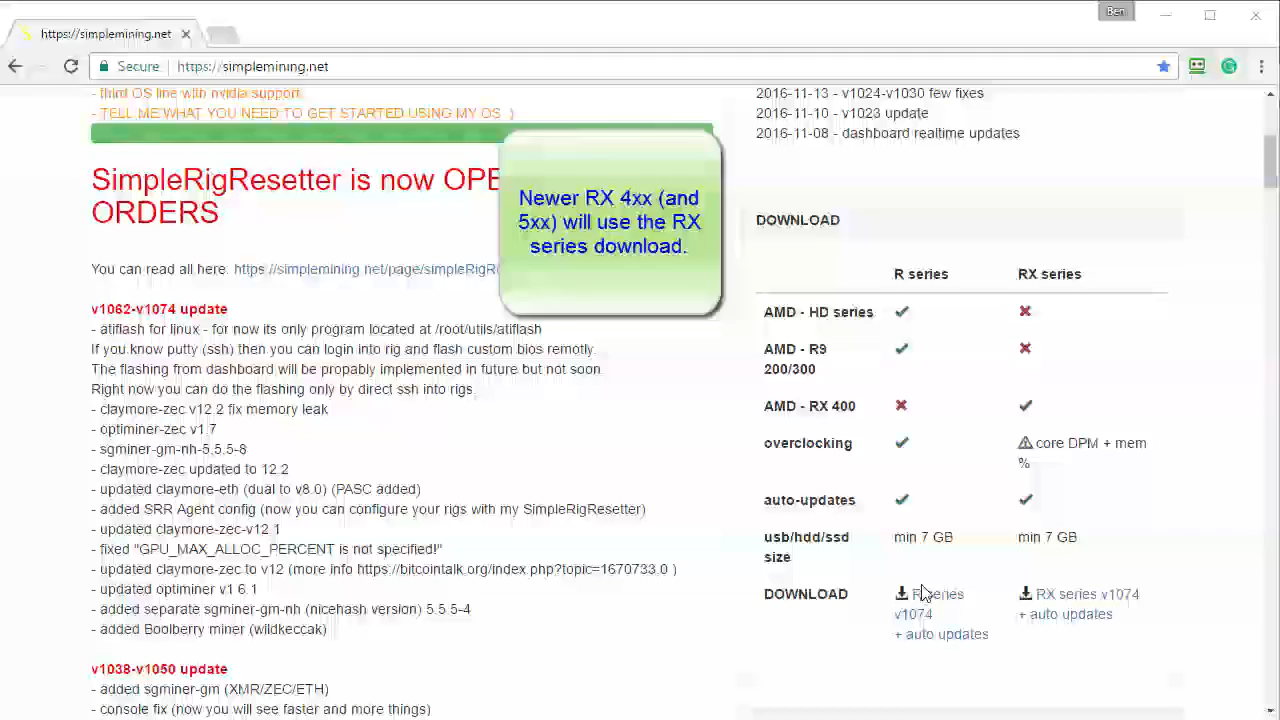 Ben
https://simplemining.net
Secure
https://simplemining.net
- third OS line with nvidia support
- TELL ME WHAT YOU NEED TO GET STARTED USING MY OS :)
SimpleRigResetter is now OPE
ORDERS
You can read all here: https://simplemining.net/page/simpleRigR
v1062-v1074 update
- atiflash for linux - for now its only program located at /root/utils/atiflash
If you know putty (ssh) then you can login into rig and flash custom bios remotly.
The flashing from dashboard will be propably implemented in future but not soon.
Right now you can do the flashing only by direct ssh into rigs
- claymore-zec v12.2 fix memory leak
- optiminer-zec v1.7
- sgminer-gm-nh-5.5.5-8
- claymore-zec updated to 12.2
- updated claymore-eth (dual to v8.0) (PASC added)
- added SRR Agent config (now you can configure your rigs with my SimpleRigResetter)
- updated claymore-zec-v12.1
- fixed "GPU_MAX_ALLOC_PERCENT is not specified!"
- updated claymore-zec to v12 (more info https://bitcointalk.org/index.php?topic=1670733.0 )
- updated optiminer v1.6.1
- added separate sgminer-gm-nh (nicehash version) 5.5.5-4
- added Boolberry miner (wildkeccak)
v1038-v1050 update
- added sgminer-gm (XMR/ZEC/ETH)
- console fix (now you will see faster and more things)
Newer RX 4xx (and
5xx) will use the RX
series download.
2016-11-13 - v1024-v1030 few fixes
2016-11-10 - v1023 update
2016-11-08 - dashboard realtime updates
DOWNLOAD
R series RX series
AMD - HD series
AMD - R9
200/300
AMD - RX 400
overclocking core DPM + mem
%
auto-updates
usb/hdd/ssd min 7 GB min 7 GB
size
DOWNLOAD R series RX series v1074
v1074 + auto updates
+ auto updates